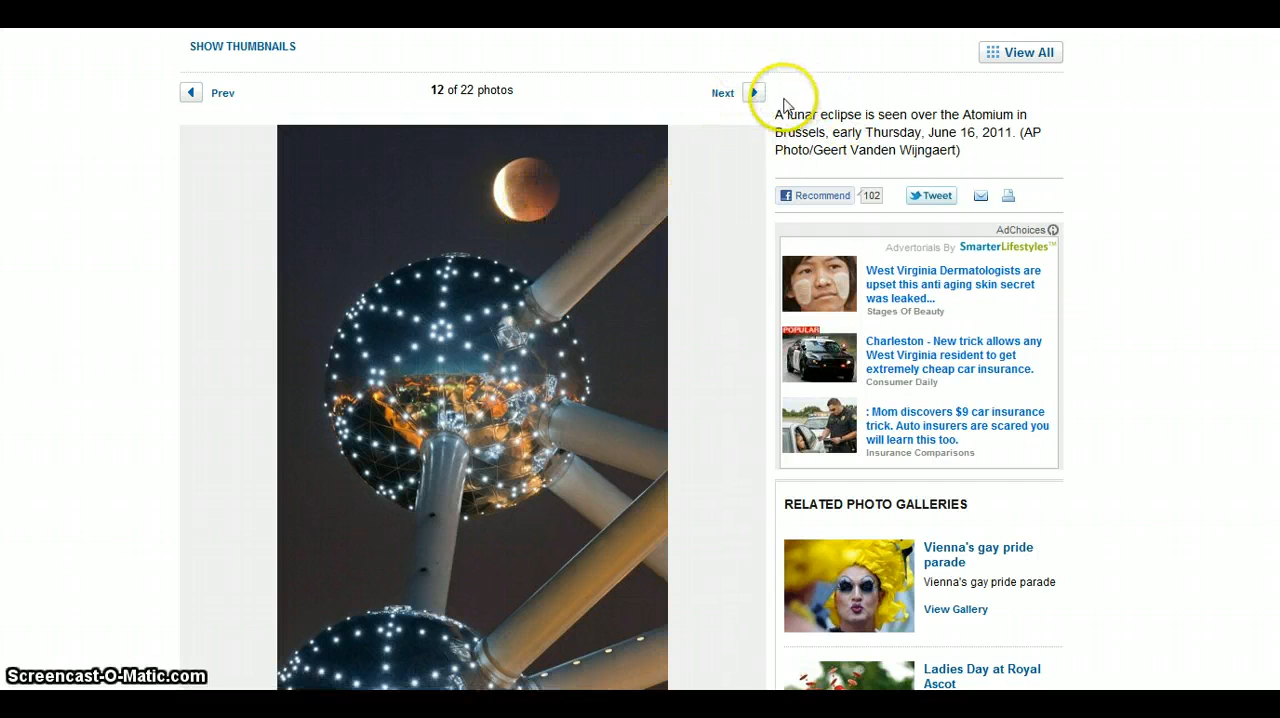 SHOW THUMBNAILS
View All
Prev
12 of 22 photos
Next
A lunar eclipse is seen over the Atomium in
Brussels, early Thursday, June 16, 2011. (AP
Photo/Geert Vanden Wijngaert)
Recommend
102
Tweet
AdChoices
Advertorials By SmarterLifestyles™
West Virginia Dermatologists are
upset this anti aging skin secret
was leaked...
Stages Of Beauty
POPULAR
Charleston - New trick allows any
West Virginia resident to get
extremely cheap car insurance.
Consumer Daily
: Mom discovers $9 car insurance
trick. Auto insurers are scared you
will learn this too.
Insurance Comparisons
RELATED PHOTO GALLERIES
Vienna's gay pride
parade
Vienna's gay pride parade
View Gallery
Ladies Day at Royal
Ascot
Screencast-O-Matic.com